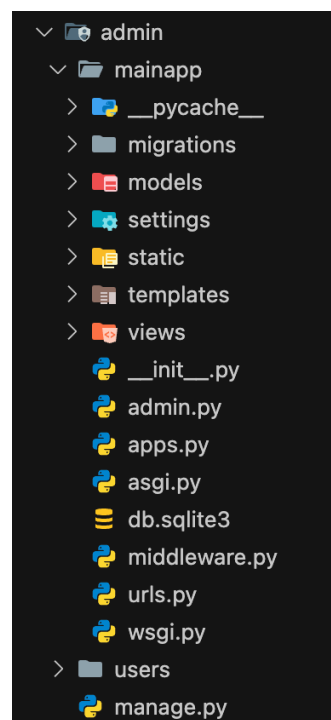 admin
mainapp
__pycache__
migrations
models
settings
static
templates
views
__init__.py
admin.py
apps.py
asgi.py
db.sqlite3
middleware.py
urls.py
wsgi.py
users
manage.py